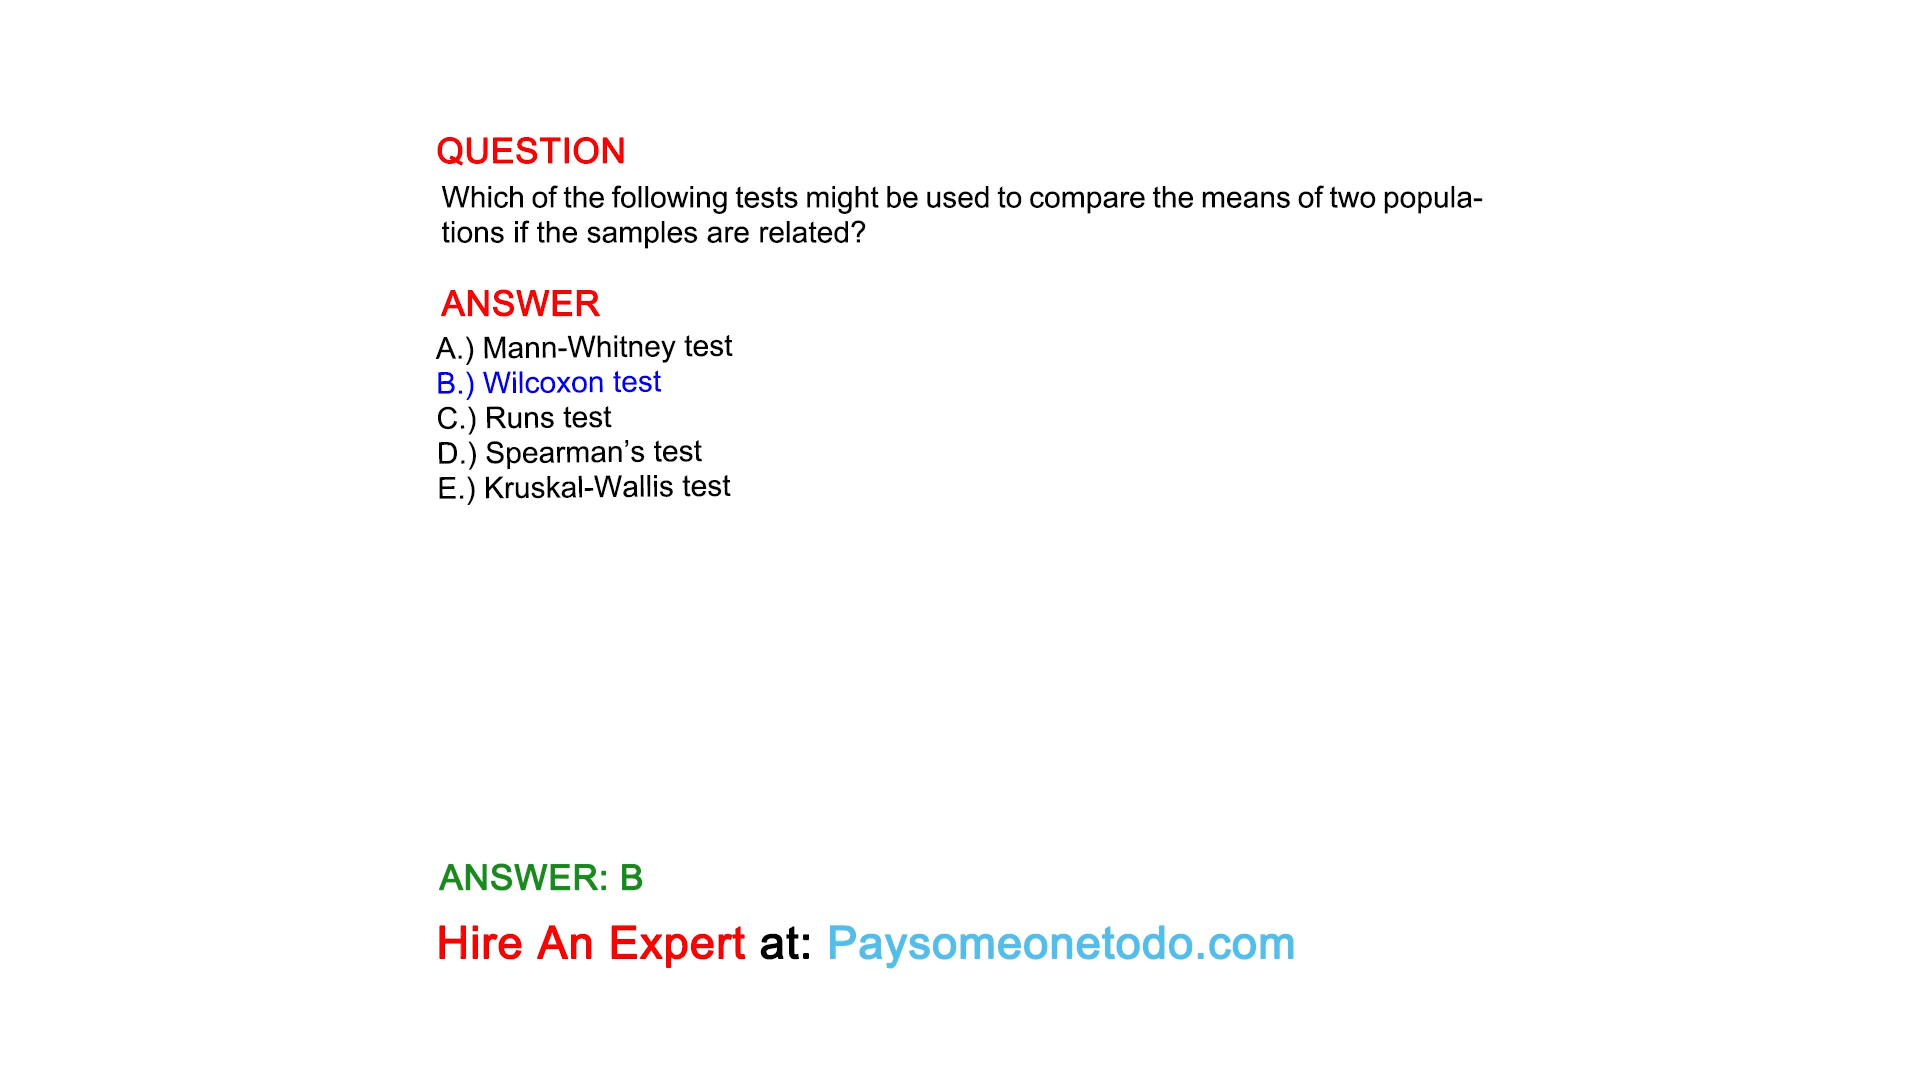 QUESTION
Which of the following tests might be used to compare the means of two popula-
tions if the samples are related?
ANSWER
A.) Mann-Whitney test
B.) Wilcoxon test
C.) Runs test
D.) Spearman’s test
E.) Kruskal-Wallis test
ANSWER: B
Hire An Expert at: Paysomeonetodo.com